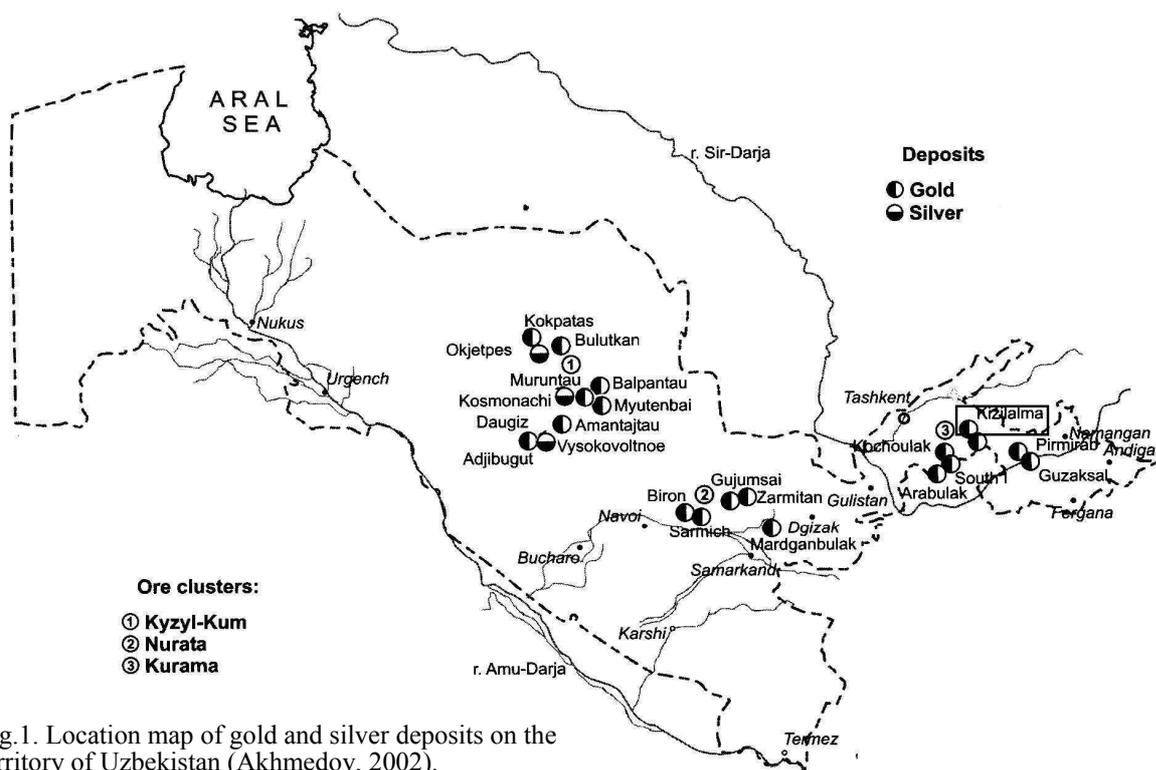 ARAL
SEA
r. Sir-Darja
Deposits
Gold
Silver
Nukus
Urgench
Kokpatas
Bulutkan
Okjetpes
1
Muruntau
Balpantau
Kosmonachi
Myutenbai
Daugiz
Amantajtau
Adjibugut
Vysokovoltnoe
Tashkent
Kizilalma
3
Kochoulak
Pirmirab
Namangan
Andiga
South I
Guzaksai
Arabulak
Fergana
Gulistan
Gujumsai
Biron
2
Zarmitan
Navoi
Sarmich
Dgizak
Mardganbulak
Bucharo
Samarkand
Karshi
r. Amu-Darja
Termez
Ore clusters:
1 Kyzyl-Kum
2 Nurata
3 Kurama
g.1. Location map of gold and silver deposits on the
rritory of Uzbekistan (Akhmedov, 2002).